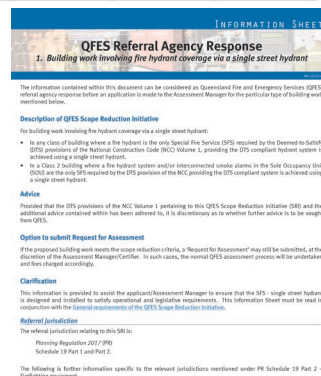 INFORMATION SHEET
QFES Referral Agency Response
1. Building work involving fire hydrant coverage via a single street hydrant
The information contained within this document can be considered as Queensland Fire and Emergency Services (QFES)
referral agency response before an application is made to the Assessment Manager for the particular type of building work
mentioned below.
Description of QFES Scope Reduction Initiative
For building work involving fire hydrant coverage via a single street hydrant:
• In any class of building where a fire hydrant is the only Special Fire Service (SFS) required by the Deemed-to-Satisfy
(DTS) provisions of the National Construction Code (NCC) Volume 1, providing the DTS compliant hydrant system is
achieved using a single street hydrant.
• In a Class 2 building where a fire hydrant system and/or interconnected smoke alarms in the Sole Occupancy Unit
(SOU) are the only SFS required by the DTS provision of the NCC providing the DTS compliant system is achieved using
a single street hydrant.
Advice
Provided that the DTS provisions of the NCC Volume 1 pertaining to this QFES Scope Reduction Initiative (SRI) and the
additional advice contained within has been adhered to, it is discretionary as to whether further advice is to be sought
from QFES.
Option to submit Request for Assessment
If the proposed building work meets the scope reduction criteria, a "Request for Assessment" may still be submitted, at the
discretion of the Assessment Manager/Certifier. In such cases, the normal QFES assessment process will be undertaken
and fees charged accordingly.
Clarification
This information is provided to assist the applicant/Assessment Manager to ensure that the SFS - single street hydrant
is designed and installed to satisfy operational and legislative requirements. This Information Sheet must be read in
conjunction with the General requirements of the QFES Scope Reduction Initiative.
Referral jurisdiction
The referral jurisdiction relating to this SRI is:
Planning Regulation 2017 (PR)
Schedule 19 Part 1 and Part 2.
The following is further information specific to the relevant jurisdictions mentioned under PR Schedule 19 Part 2 –